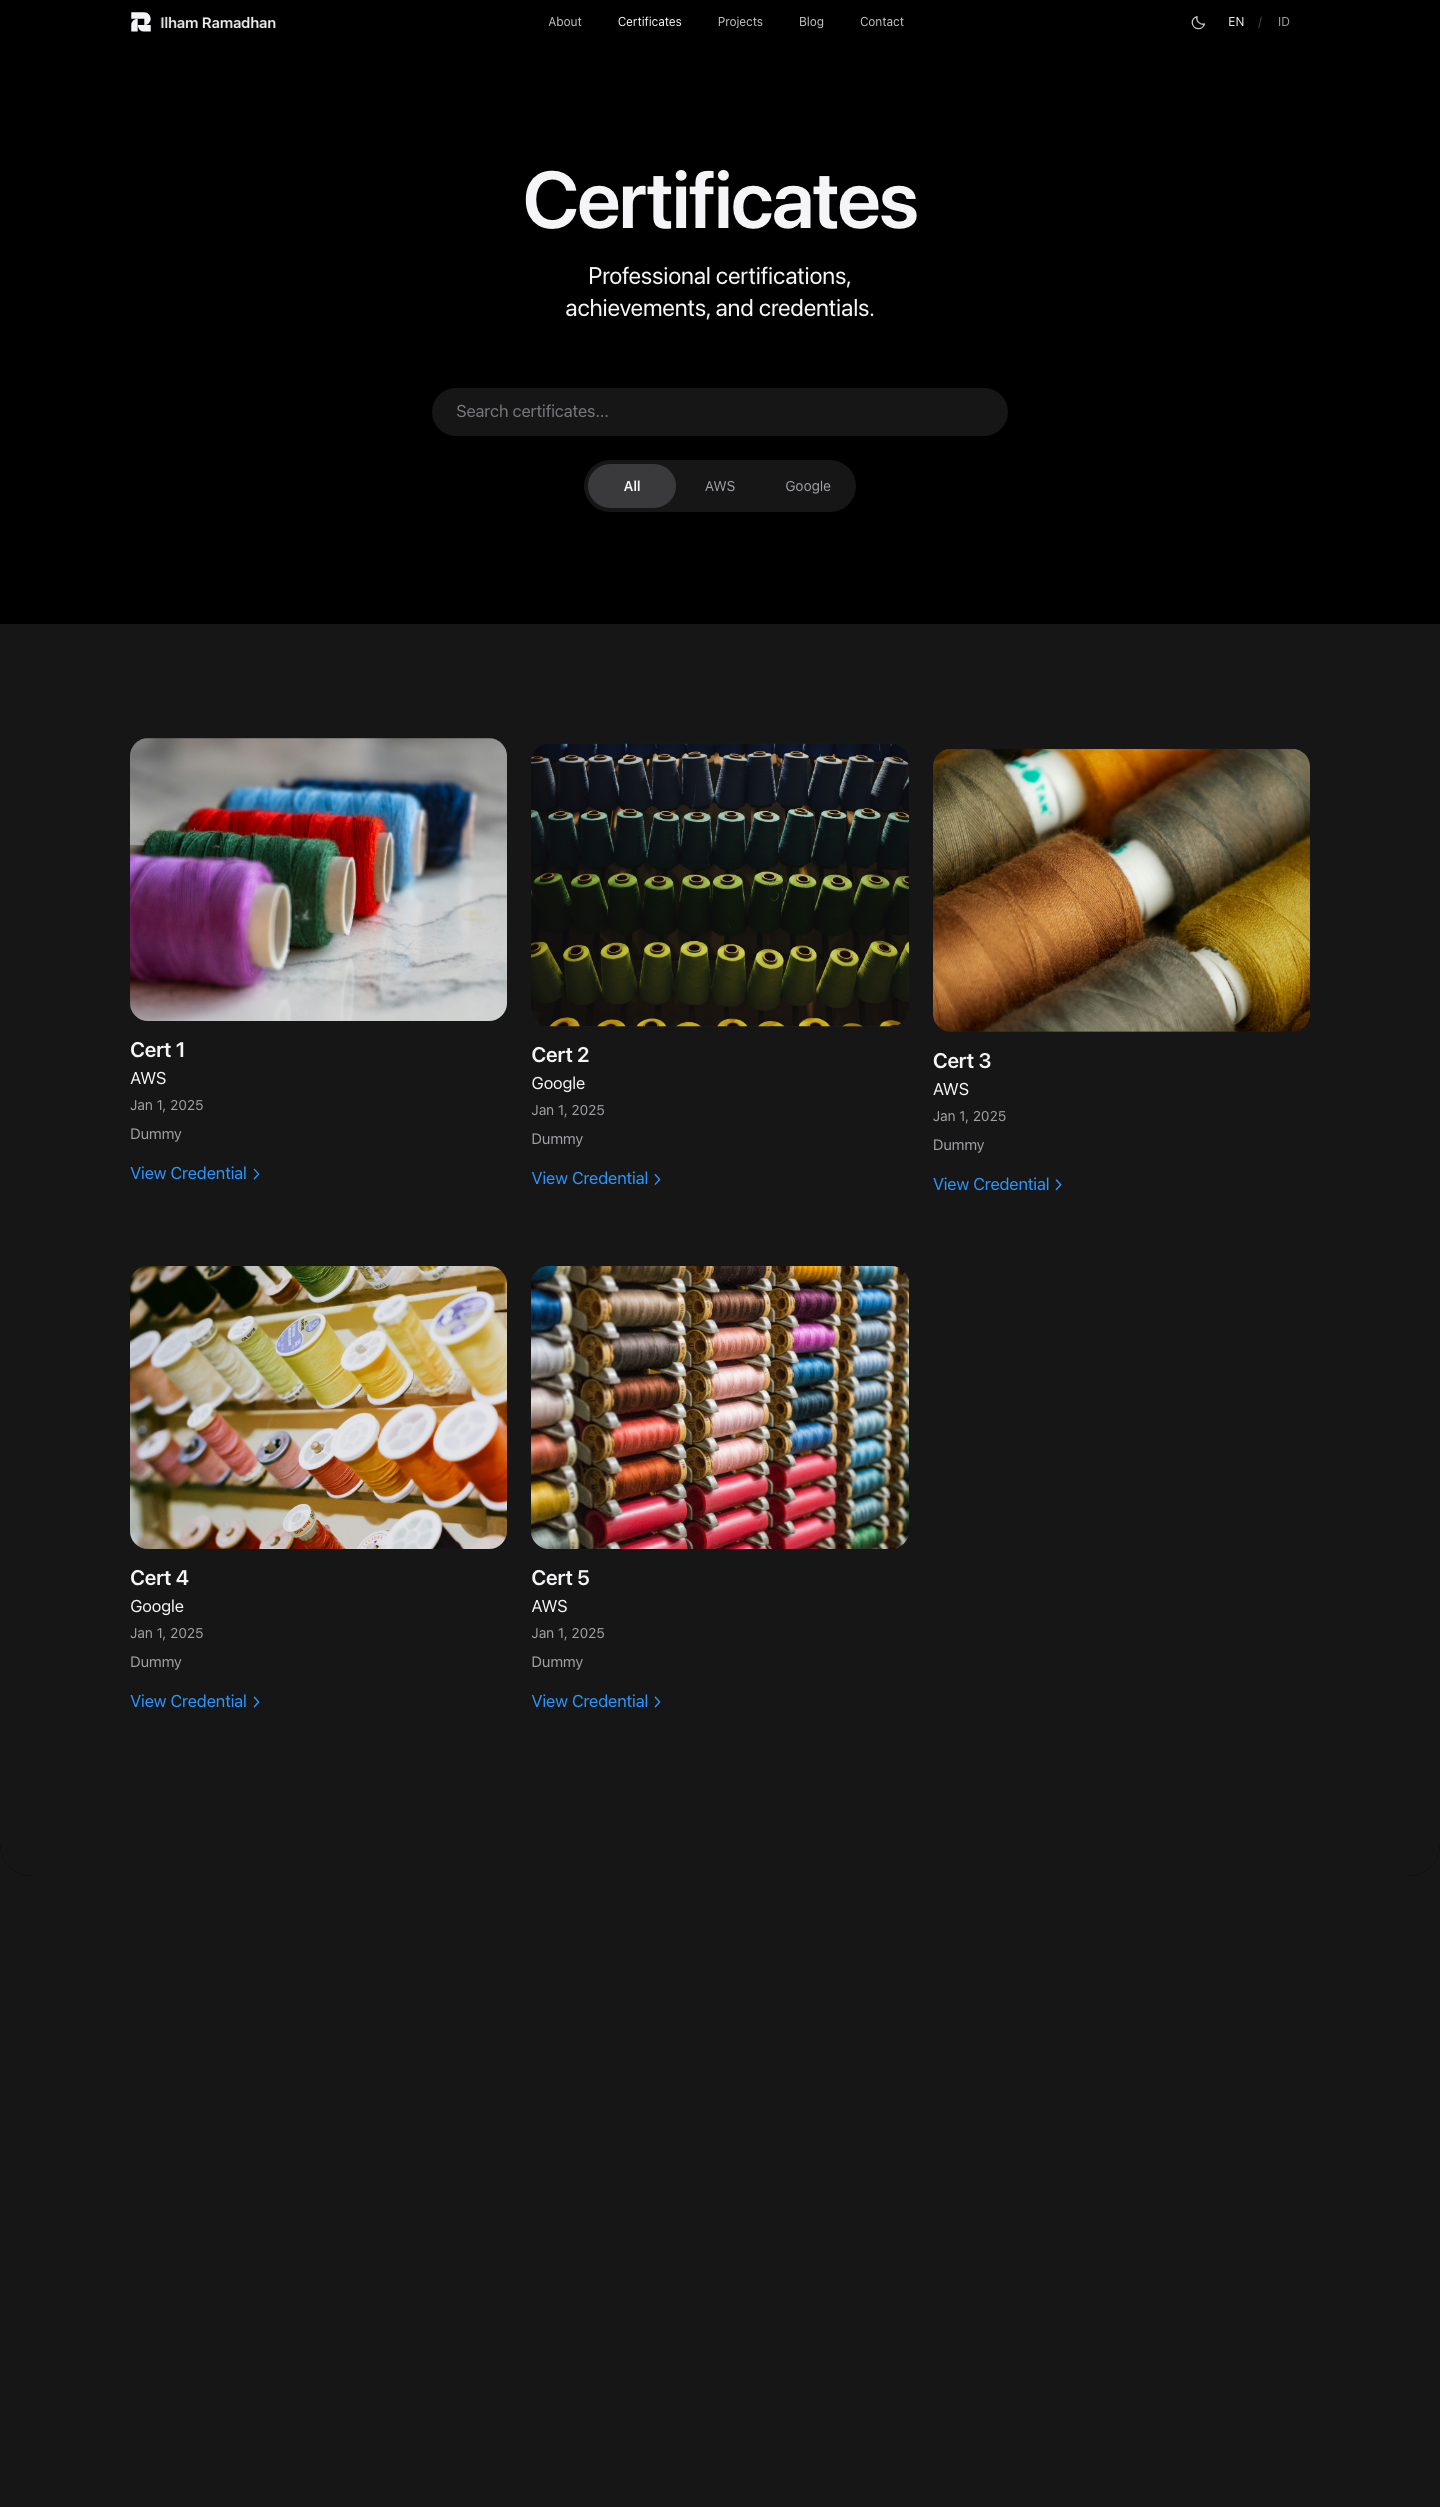 Ilham Ramadhan
About
Certificates
Projects
Blog
Contact
EN / ID
Certificates
Professional certifications,
achievements, and credentials.
Search certificates...
All
AWS
Google
Cert 1
AWS
Jan 1, 2025
Dummy
View Credential
Cert 2
Google
Jan 1, 2025
Dummy
View Credential
Cert 3
AWS
Jan 1, 2025
Dummy
View Credential
Cert 4
Google
Jan 1, 2025
Dummy
View Credential
Cert 5
AWS
Jan 1, 2025
Dummy
View Credential